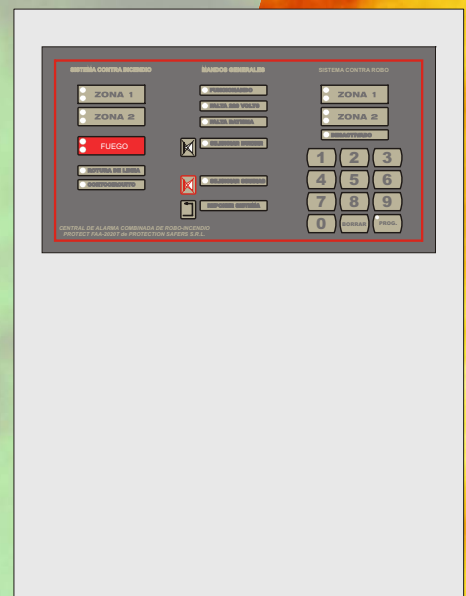 SISTEMA CONTRA INCENDIO
ZONA 1
ZONA 2
FUEGO
ROTURA DE LINEA
CORTOCIRCUITO
MANDOS GENERALES
FUNCIONANDO
FALTA 220 VOLTS
FALTA BATERIA
SILENCIAR BUZZER
SILENCIAR SIRENAS
REPONER SISTEMA
SISTEMA CONTRA ROBO
ZONA 1
ZONA 2
DESACTIVADO
1 2 3
4 5 6
7 8 9
0 BORRAR PROG.
CENTRAL DE ALARMA COMBINADA DE ROBO-INCENDIO
PROTECT FAA-2020T de PROTECTION SAFERS S.R.L.